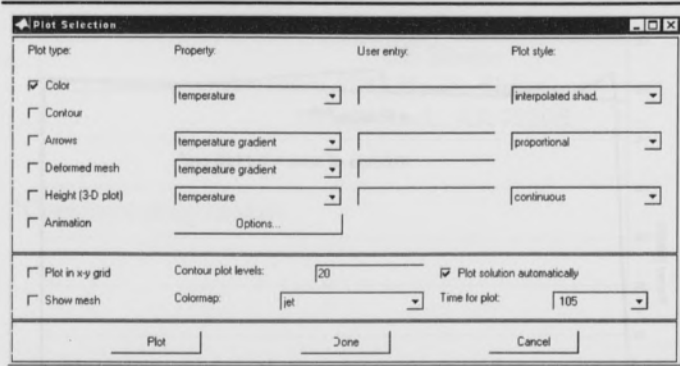 Plot Selection
Plot type: Property: User entry: Plot style:
Color temperature interpolated shad.
Contour
Arrows temperature gradient proportional
Deformed mesh temperature gradient
Height (3-D plot) temperature continuous
Animation Options...
Plot in x-y grid Contour plot levels: 20 Plot solution automatically
Show mesh Colormap: jet Time for plot: 105
Plot Done Cancel